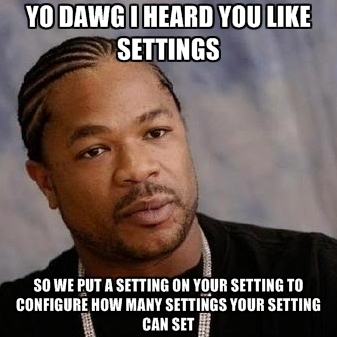 YO DAWG I HEARD YOU LIKE
SETTINGS
SO WE PUT A SETTING ON YOUR SETTING TO
CONFIGURE HOW MANY SETTINGS YOUR SETTING
CAN SET